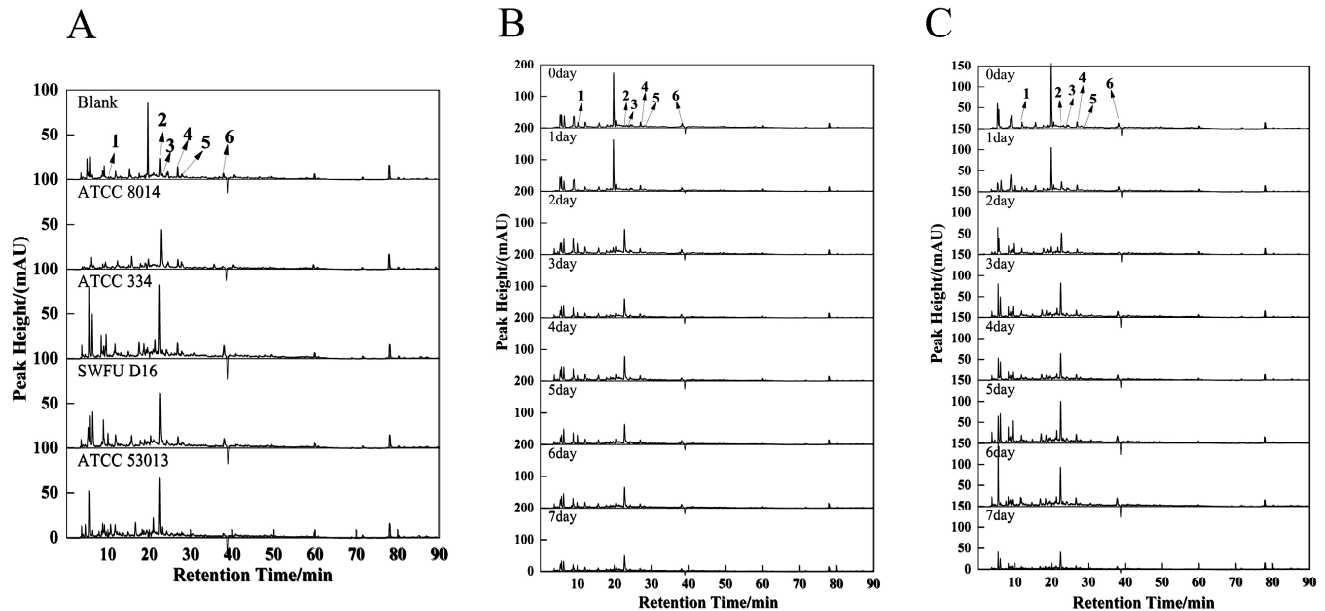 A
Peak Height/(mAU)
100
Blank
50
1
2
3
4
5
6
100
ATCC 8014
50
100
ATCC 334
50
100
SWFU D16
50
100
ATCC 53013
50
0
10 20 30 40 50 60 70 80 90
Retention Time/min
B
Peak Height/(mAU)
200
0day
100
1
2
3
4
5
6
200
1day
100
200
2day
100
200
3day
100
200
4day
100
200
5day
100
200
6day
100
200
7day
100
0
10 20 30 40 50 60 70 80 90
Retention Time/min
C
Peak Height/(mAU)
150
0day
100
50
1
2
3
4
5
6
150
1day
100
50
150
2day
100
50
150
3day
100
50
150
4day
100
50
150
5day
100
50
150
6day
100
50
150
7day
100
50
0
10 20 30 40 50 60 70 80 90
Retention Time/min